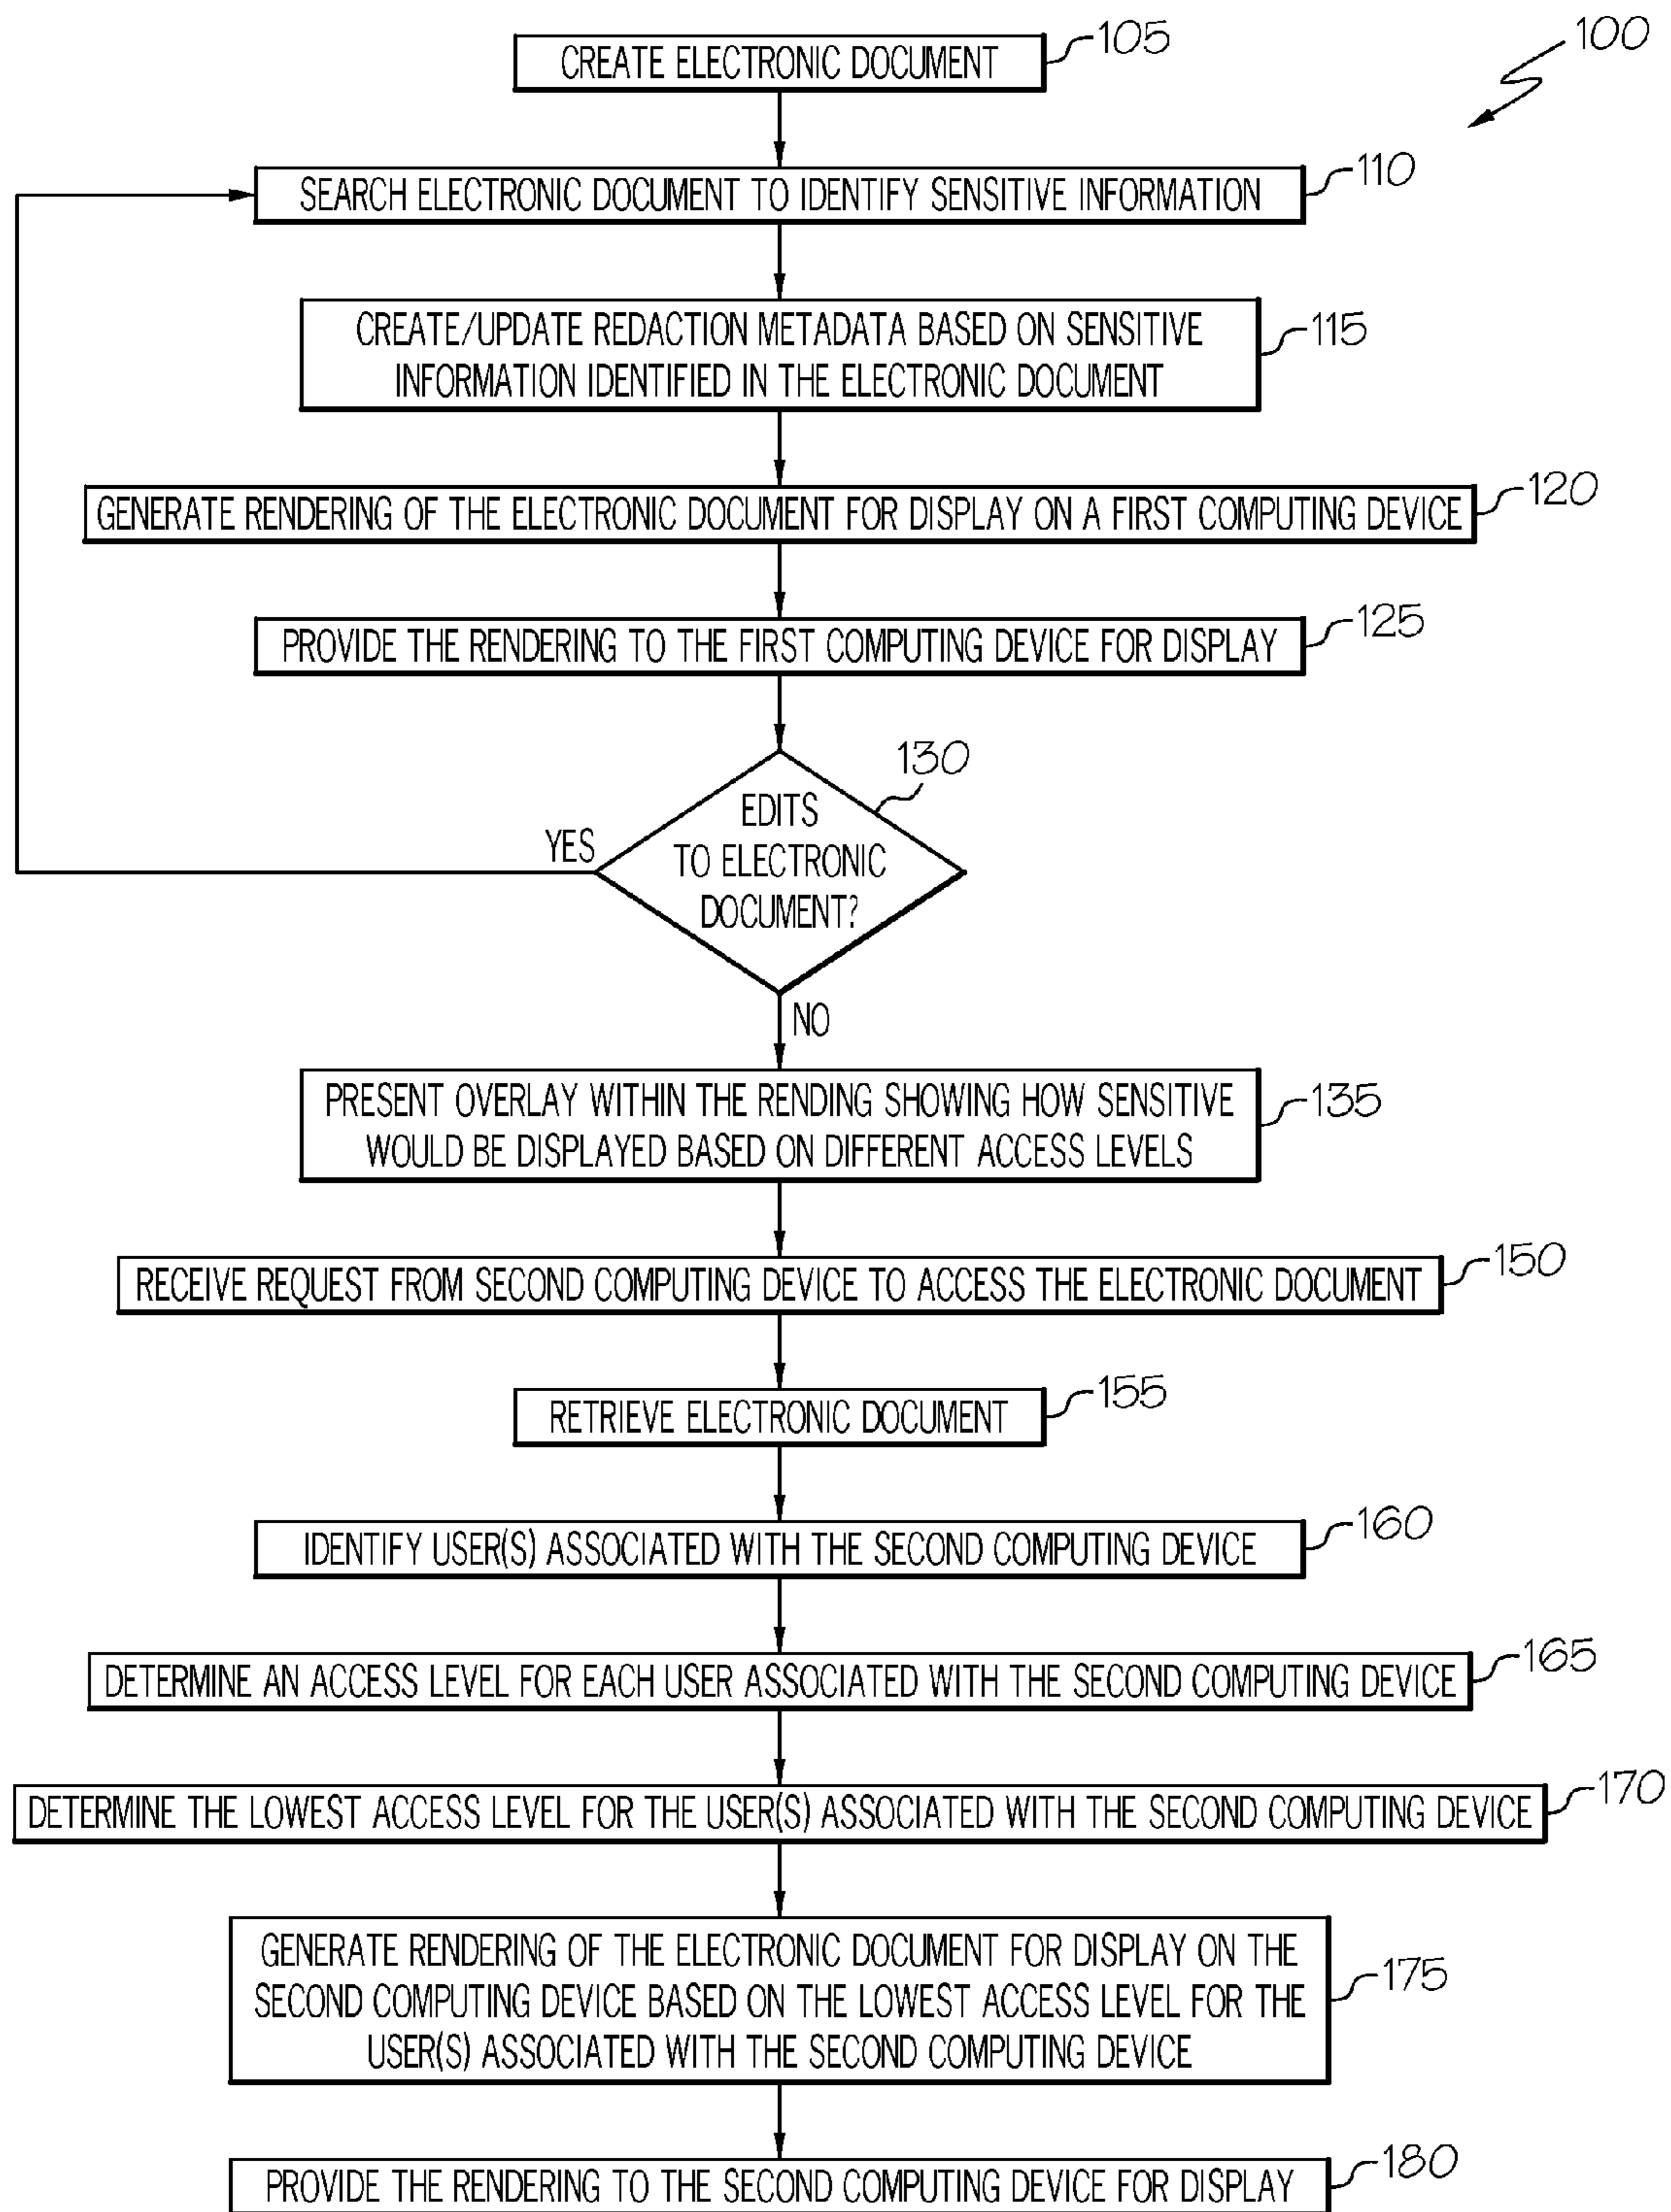 CREATE ELECTRONIC DOCUMENT
105
100
SEARCH ELECTRONIC DOCUMENT TO IDENTIFY SENSITIVE INFORMATION
110
CREATE/UPDATE REDACTION METADATA BASED ON SENSITIVE
INFORMATION IDENTIFIED IN THE ELECTRONIC DOCUMENT
115
GENERATE RENDERING OF THE ELECTRONIC DOCUMENT FOR DISPLAY ON A FIRST COMPUTING DEVICE
120
PROVIDE THE RENDERING TO THE FIRST COMPUTING DEVICE FOR DISPLAY
125
130
EDITS
TO ELECTRONIC
DOCUMENT?
YES
NO
PRESENT OVERLAY WITHIN THE RENDING SHOWING HOW SENSITIVE
WOULD BE DISPLAYED BASED ON DIFFERENT ACCESS LEVELS
135
RECEIVE REQUEST FROM SECOND COMPUTING DEVICE TO ACCESS THE ELECTRONIC DOCUMENT
150
RETRIEVE ELECTRONIC DOCUMENT
155
IDENTIFY USER(S) ASSOCIATED WITH THE SECOND COMPUTING DEVICE
160
DETERMINE AN ACCESS LEVEL FOR EACH USER ASSOCIATED WITH THE SECOND COMPUTING DEVICE
165
DETERMINE THE LOWEST ACCESS LEVEL FOR THE USER(S) ASSOCIATED WITH THE SECOND COMPUTING DEVICE
170
GENERATE RENDERING OF THE ELECTRONIC DOCUMENT FOR DISPLAY ON THE
SECOND COMPUTING DEVICE BASED ON THE LOWEST ACCESS LEVEL FOR THE
USER(S) ASSOCIATED WITH THE SECOND COMPUTING DEVICE
175
PROVIDE THE RENDERING TO THE SECOND COMPUTING DEVICE FOR DISPLAY
180